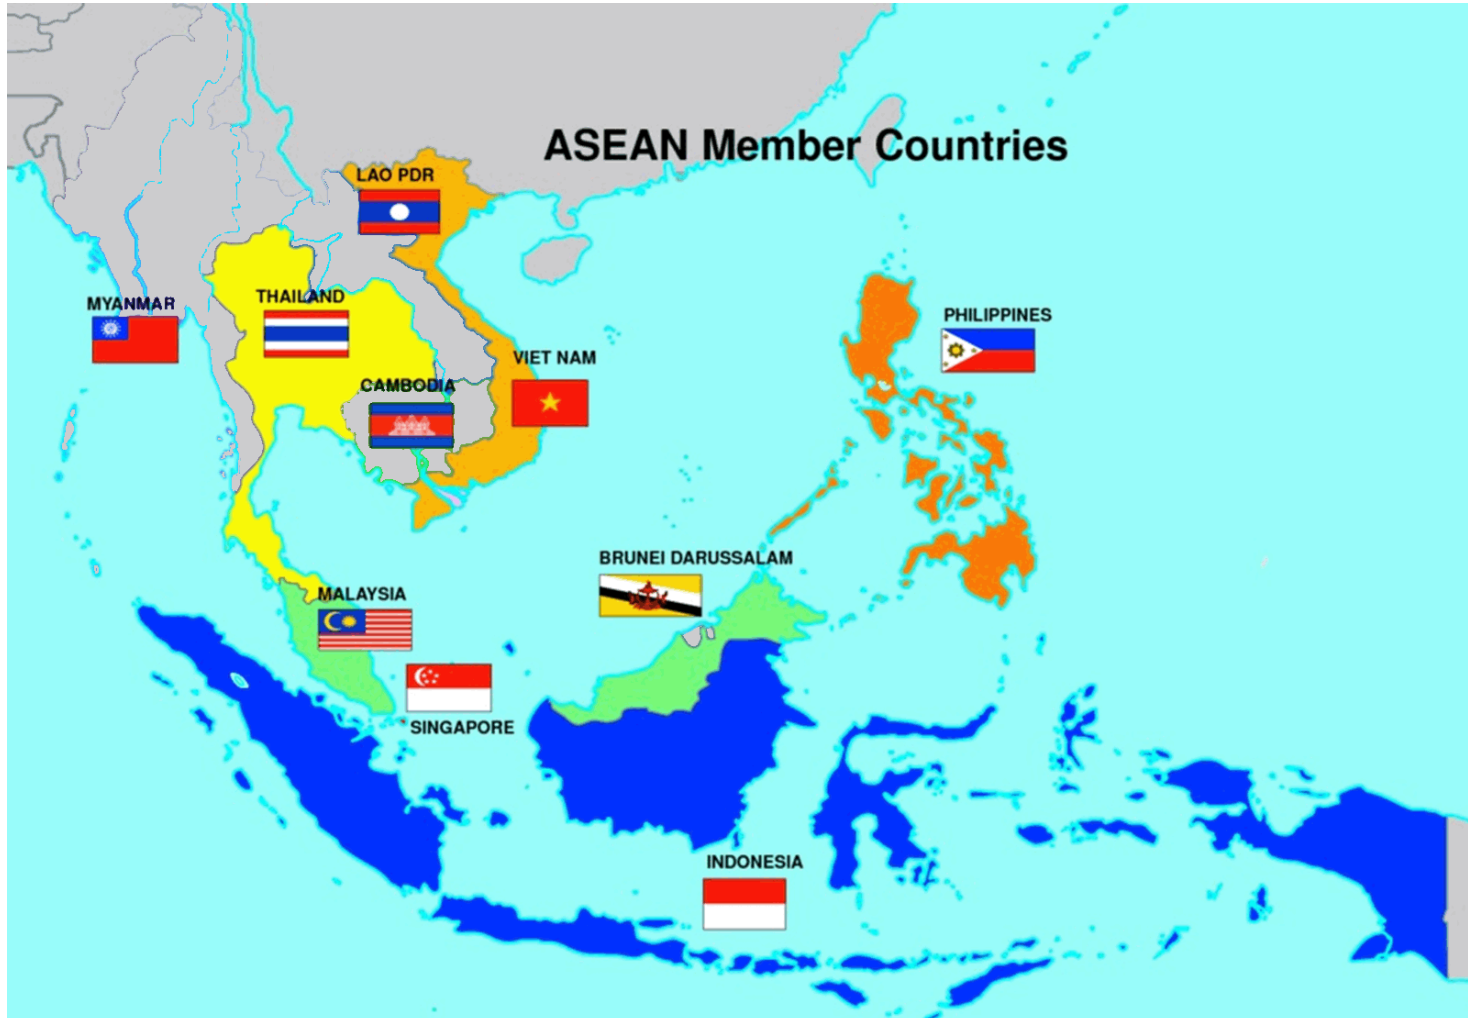 ASEAN Member Countries
LAO PDR
MYANMAR
THAILAND
PHILIPPINES
VIET NAM
CAMBODIA
BRUNEI DARUSSALAM
MALAYSIA
SINGAPORE
INDONESIA